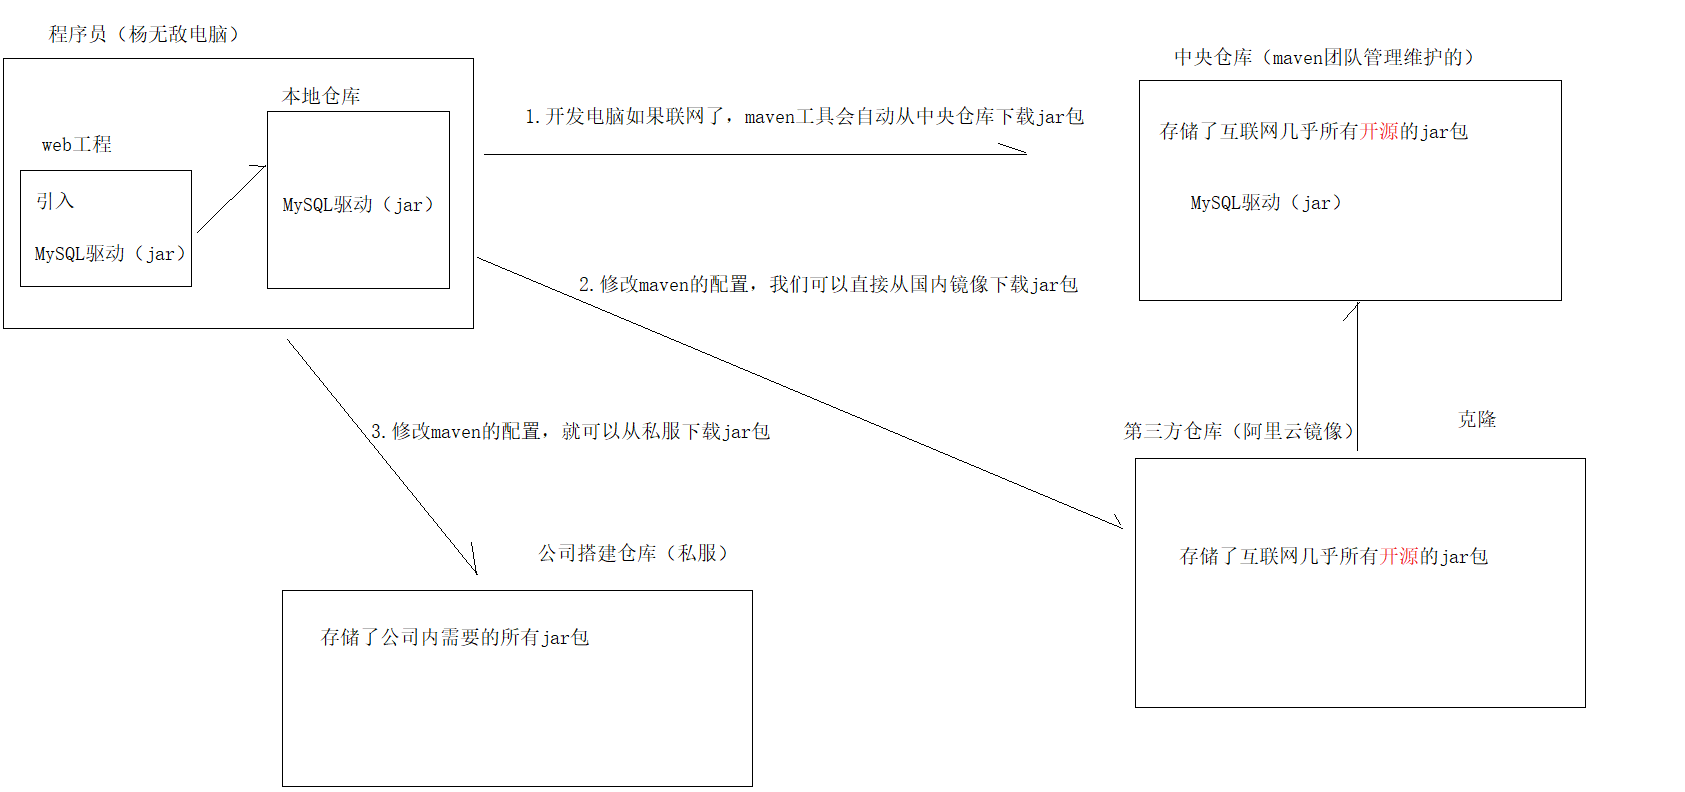 程序员（杨无敌电脑）
本地仓库
web工程
引入
MySQL驱动（jar）
MySQL驱动（jar）
1.开发电脑如果联网了，maven工具会自动从中央仓库下载jar包
中央仓库（maven团队管理维护的）
存储了互联网几乎所有开源的jar包
MySQL驱动（jar）
2.修改maven的配置，我们可以直接从国内镜像下载jar包
3.修改maven的配置，就可以从私服下载jar包
克隆
第三方仓库（阿里云镜像）
存储了互联网几乎所有开源的jar包
公司搭建仓库（私服）
存储了公司内需要的所有jar包